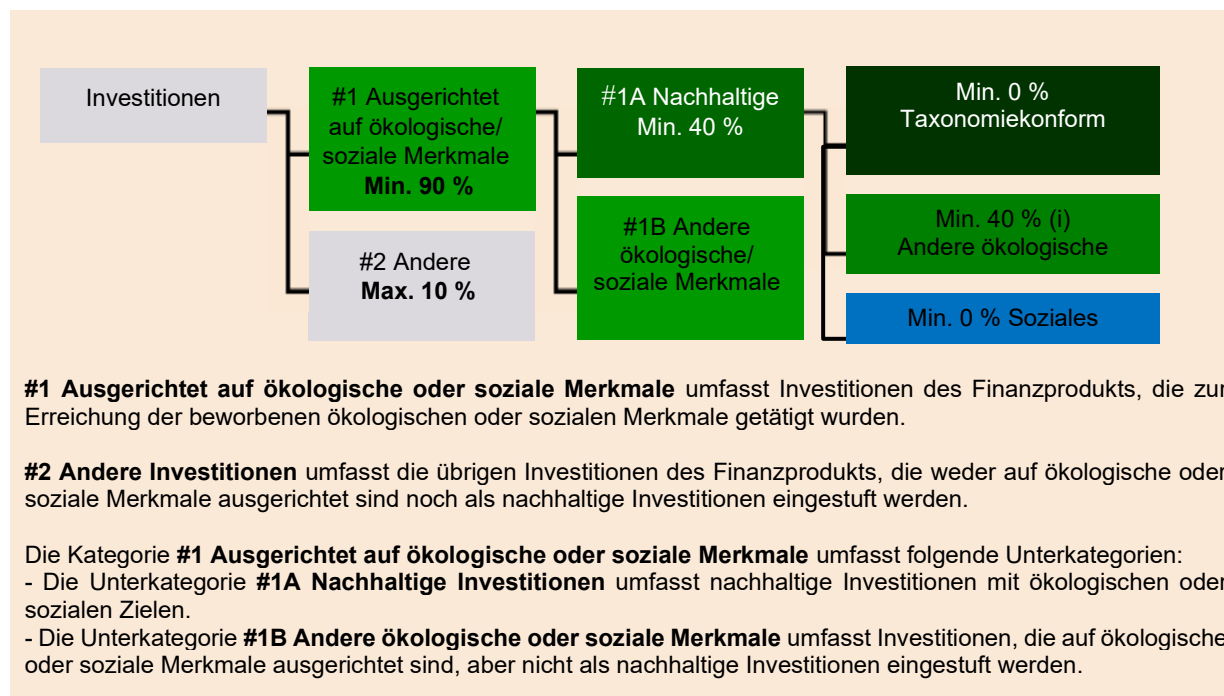 Investitionen
#1 Ausgerichtet
auf ökologische/
soziale Merkmale
Min. 90 %
#2 Andere
Max. 10 %
#1A Nachhaltige
Min. 40 %
#1B Andere
ökologische/
soziale Merkmale
Min. 0 %
Taxonomiekonform
Min. 40 % (i)
Andere ökologische
Min. 0 % Soziales
#1 Ausgerichtet auf ökologische oder soziale Merkmale umfasst Investitionen des Finanzprodukts, die zur
Erreichung der beworbenen ökologischen oder sozialen Merkmale getätigt wurden.
#2 Andere Investitionen umfasst die übrigen Investitionen des Finanzprodukts, die weder auf ökologische oder
soziale Merkmale ausgerichtet sind noch als nachhaltige Investitionen eingestuft werden.
Die Kategorie #1 Ausgerichtet auf ökologische oder soziale Merkmale umfasst folgende Unterkategorien:
- Die Unterkategorie #1A Nachhaltige Investitionen umfasst nachhaltige Investitionen mit ökologischen oder
sozialen Zielen.
- Die Unterkategorie #1B Andere ökologische oder soziale Merkmale umfasst Investitionen, die auf ökologische
oder soziale Merkmale ausgerichtet sind, aber nicht als nachhaltige Investitionen eingestuft werden.